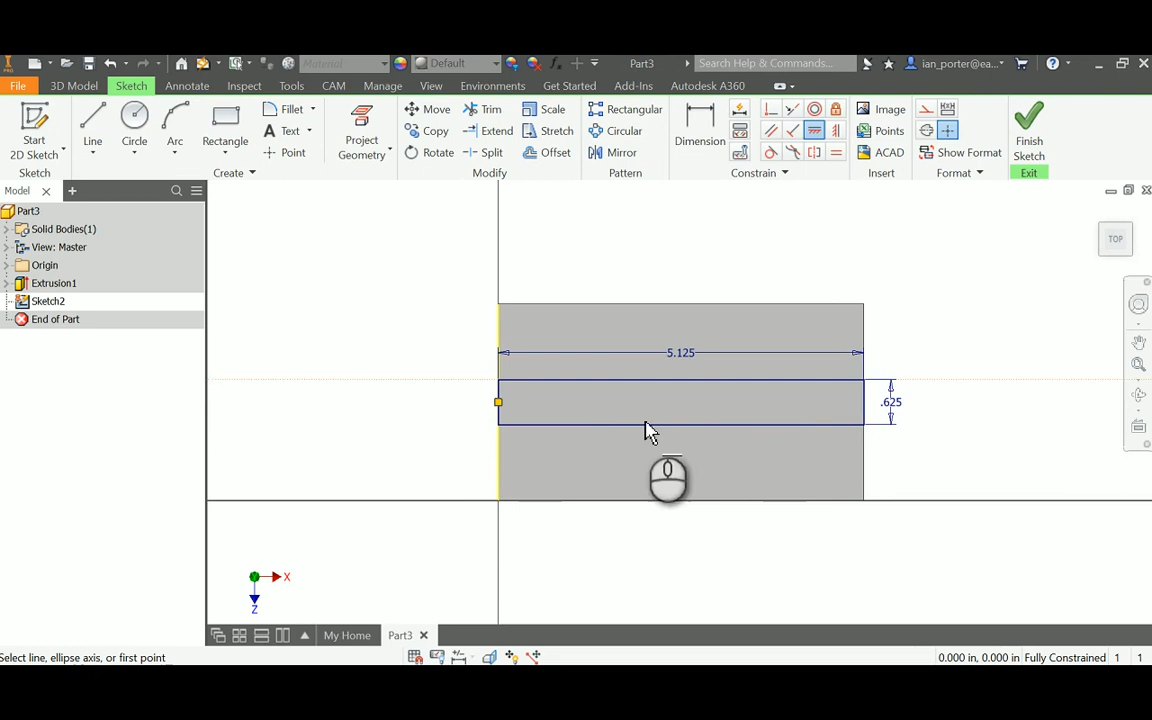 PRO Material Default Part3 Search Help & Commands... ian_porter@ea...
File 3D Model Sketch Annotate Inspect Tools CAM Manage View Environments Get Started Add-Ins Autodesk A360
Start 2D Sketch
Line
Circle
Arc
Rectangle
Fillet
Text
Point
Project Geometry
Move
Copy
Rotate
Trim
Extend
Split
Scale
Stretch
Offset
Rectangular
Circular
Mirror
Dimension
Image
Points
ACAD
Show Format
Finish Sketch
Sketch Create Modify Pattern Constrain Insert Format Exit
Model
Part3
Solid Bodies(1)
View: Master
Origin
Extrusion1
Sketch2
End of Part
TOP
5.125
.625
X
Z
My Home Part3
Select line, ellipse axis, or first point
0.000 in, 0.000 in Fully Constrained 1 1